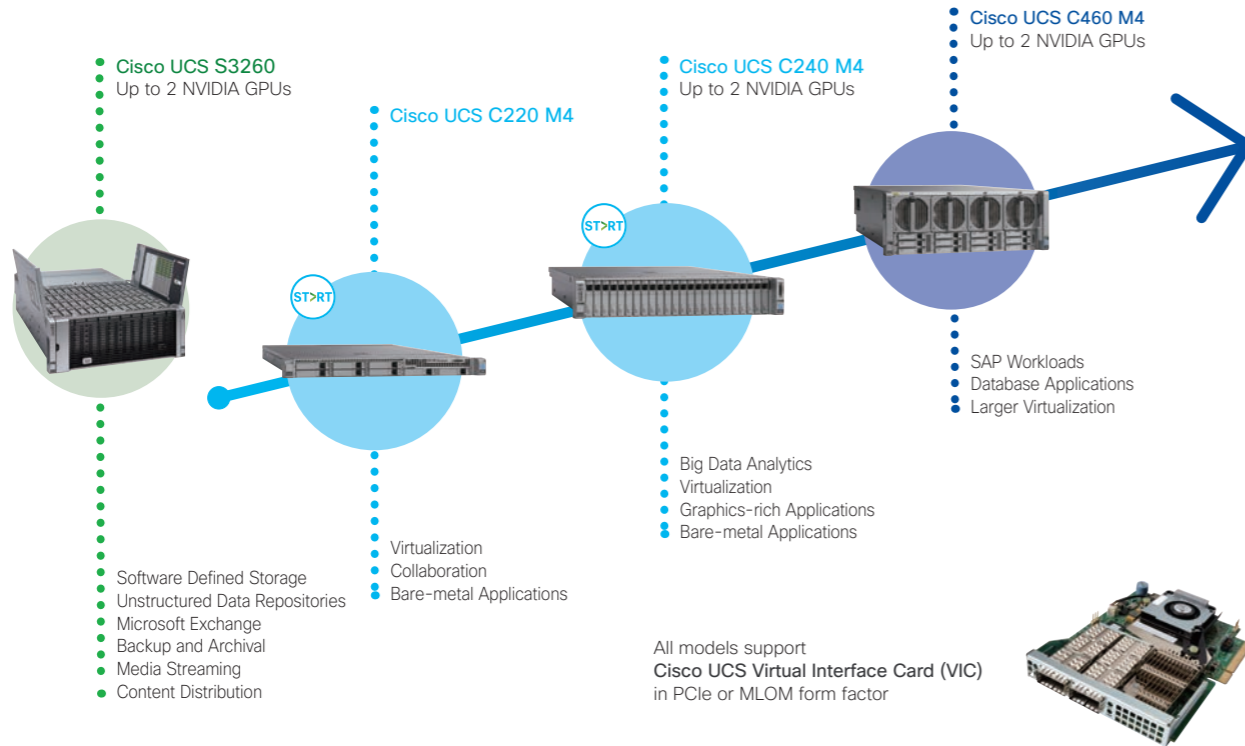 Cisco UCS S3260
Up to 2 NVIDIA GPUs
Cisco UCS C220 M4
Cisco UCS C240 M4
Up to 2 NVIDIA GPUs
Cisco UCS C460 M4
Up to 2 NVIDIA GPUs
ST>RT
ST>RT
Software Defined Storage
Unstructured Data Repositories
Microsoft Exchange
Backup and Archival
Media Streaming
Content Distribution
Virtualization
Collaboration
Bare-metal Applications
Big Data Analytics
Virtualization
Graphics-rich Applications
Bare-metal Applications
SAP Workloads
Database Applications
Larger Virtualization
All models support
Cisco UCS Virtual Interface Card (VIC)
in PCIe or MLOM form factor